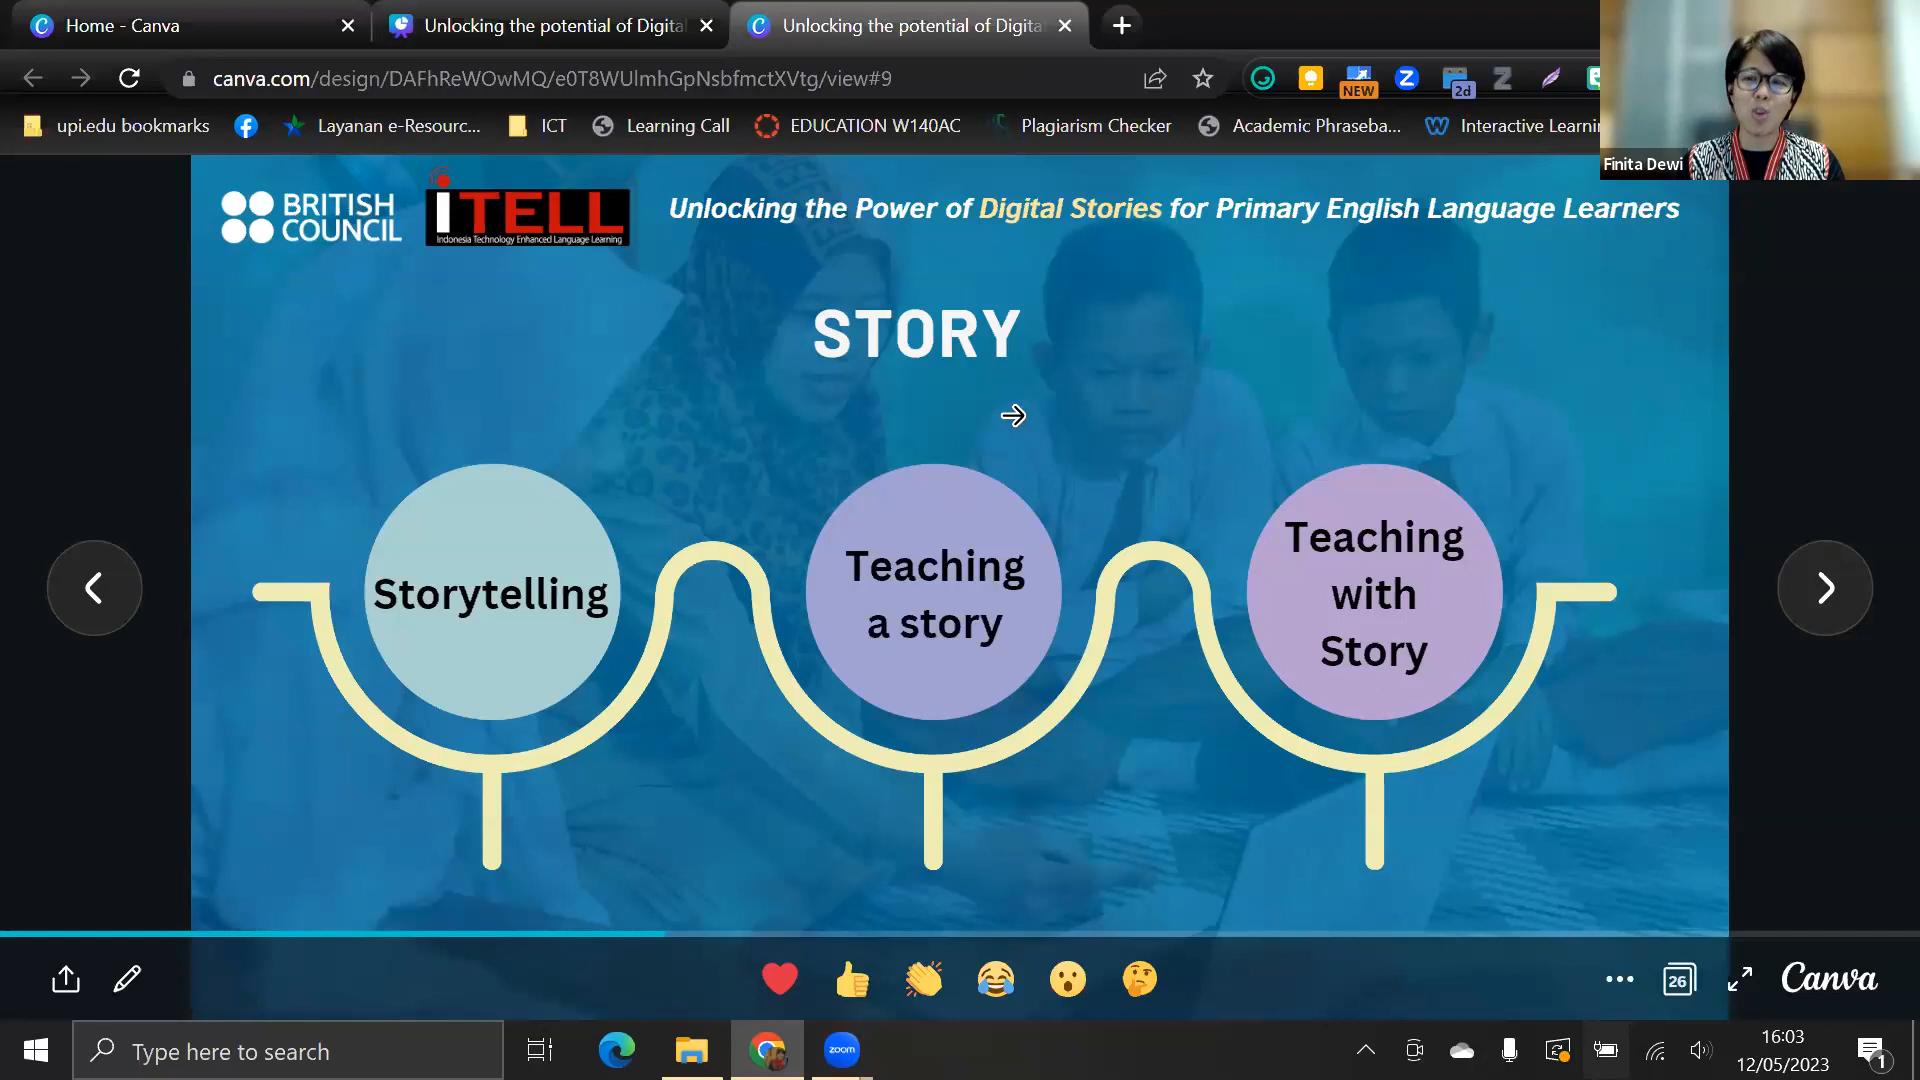 Home - Canva
Unlocking the potential of Digita
Unlocking the potential of Digita
canva.com/design/DAFhReWOwMQ/e0T8WUlmhGpNsbfmctXVtg/view#9
NEW
2d
upi.edu bookmarks
Layanan e-Resourc...
ICT
Learning Call
EDUCATION W140AC
Plagiarism Checker
Academic Phraseba...
Interactive Learni
Finita Dewi
BRITISH
COUNCIL
iTELL
Indonesia Technology Enhanced Language Learning
Unlocking the Power of Digital Stories for Primary English Language Learners
STORY
Storytelling
Teaching
a story
Teaching
with
Story
26
Canva
Type here to search
zoom
16:03
12/05/2023
1